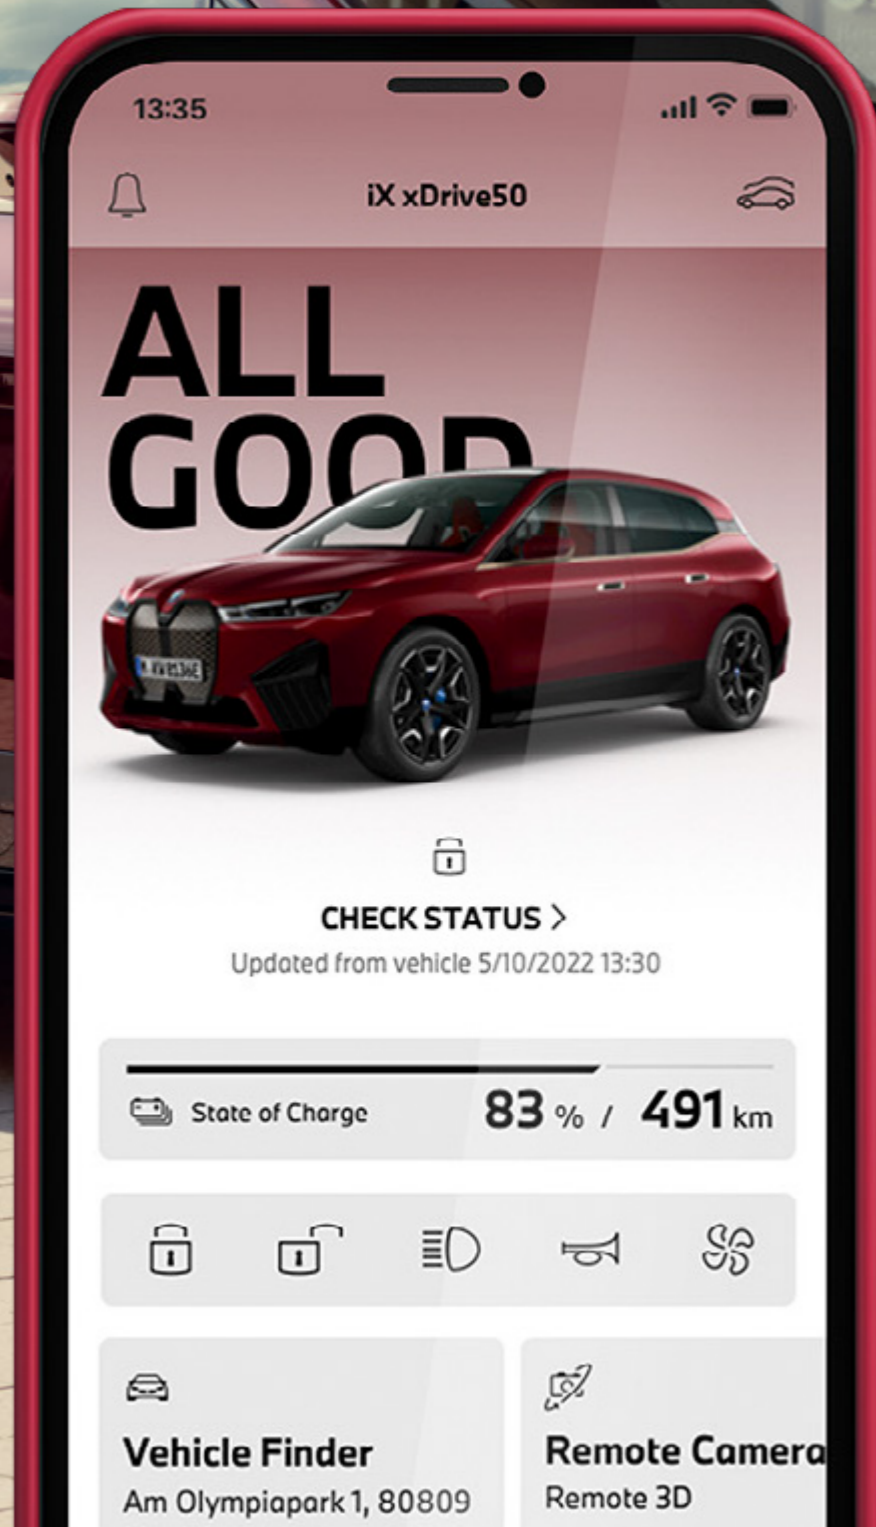 13:35
iX xDrive50
ALL
GOOD
CHECK STATUS
Updated from vehicle 5/10/2022 13:30
State of Charge 83 % / 491 km
Vehicle Finder
Am Olympiapark 1, 80809
Remote Camera
Remote 3D